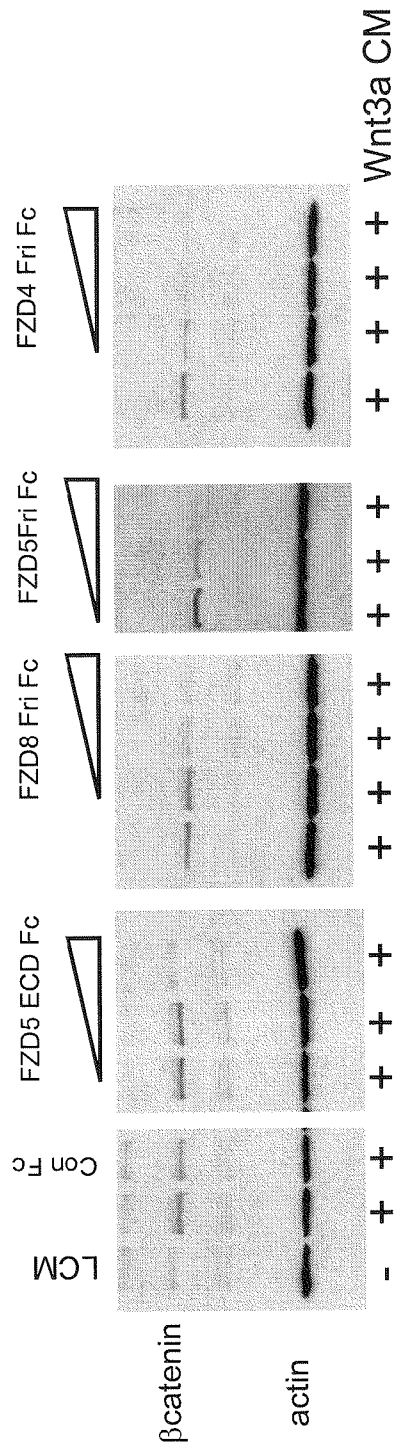 LCM
Con Fc
FZD5 ECD Fc
FZD8 Fri Fc
FZD5Fri Fc
FZD4 Fri Fc
βcatenin
actin
- + + + + + + + + + + + + + + + + Wnt3a CM